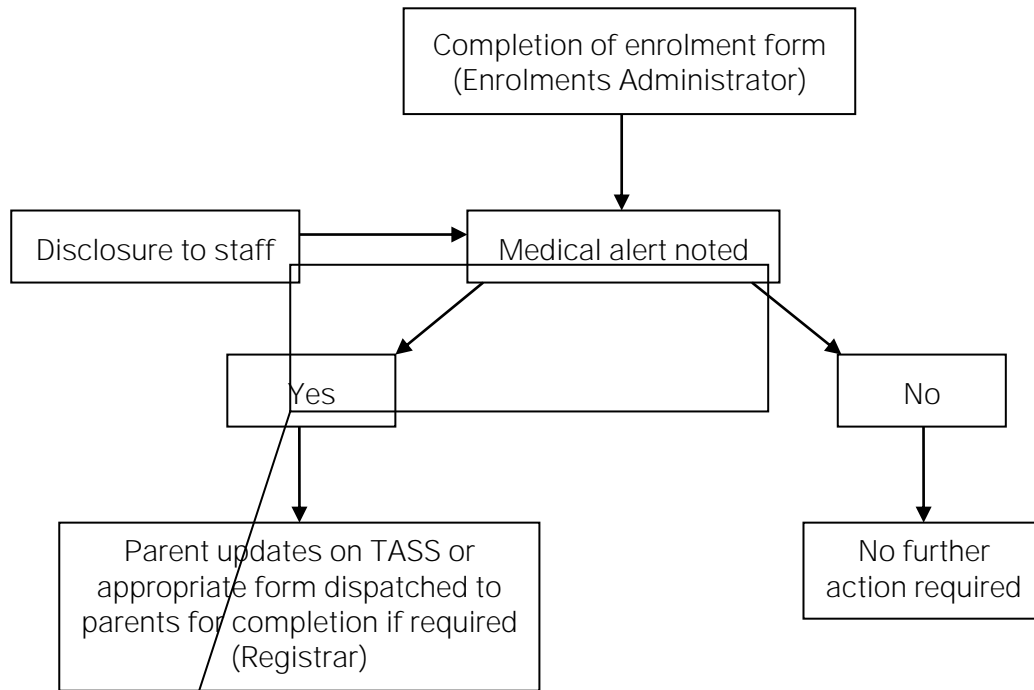 Completion of enrolment form
(Enrolments Administrator)
Disclosure to staff
Medical alert noted
Yes
No
Parent updates on TASS or
appropriate form dispatched to
parents for completion if required
(Registrar)
No further
action required